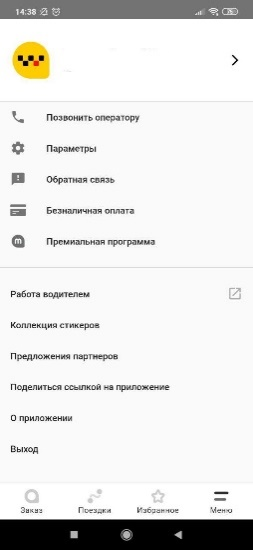 14:38
Позвонить оператору
Параметры
Обратная связь
Безналичная оплата
Премиальная программа
Работа водителем
Коллекция стикеров
Предложения партнеров
Поделиться ссылкой на приложение
О приложении
Выход
Заказ Поездки Избранное Меню